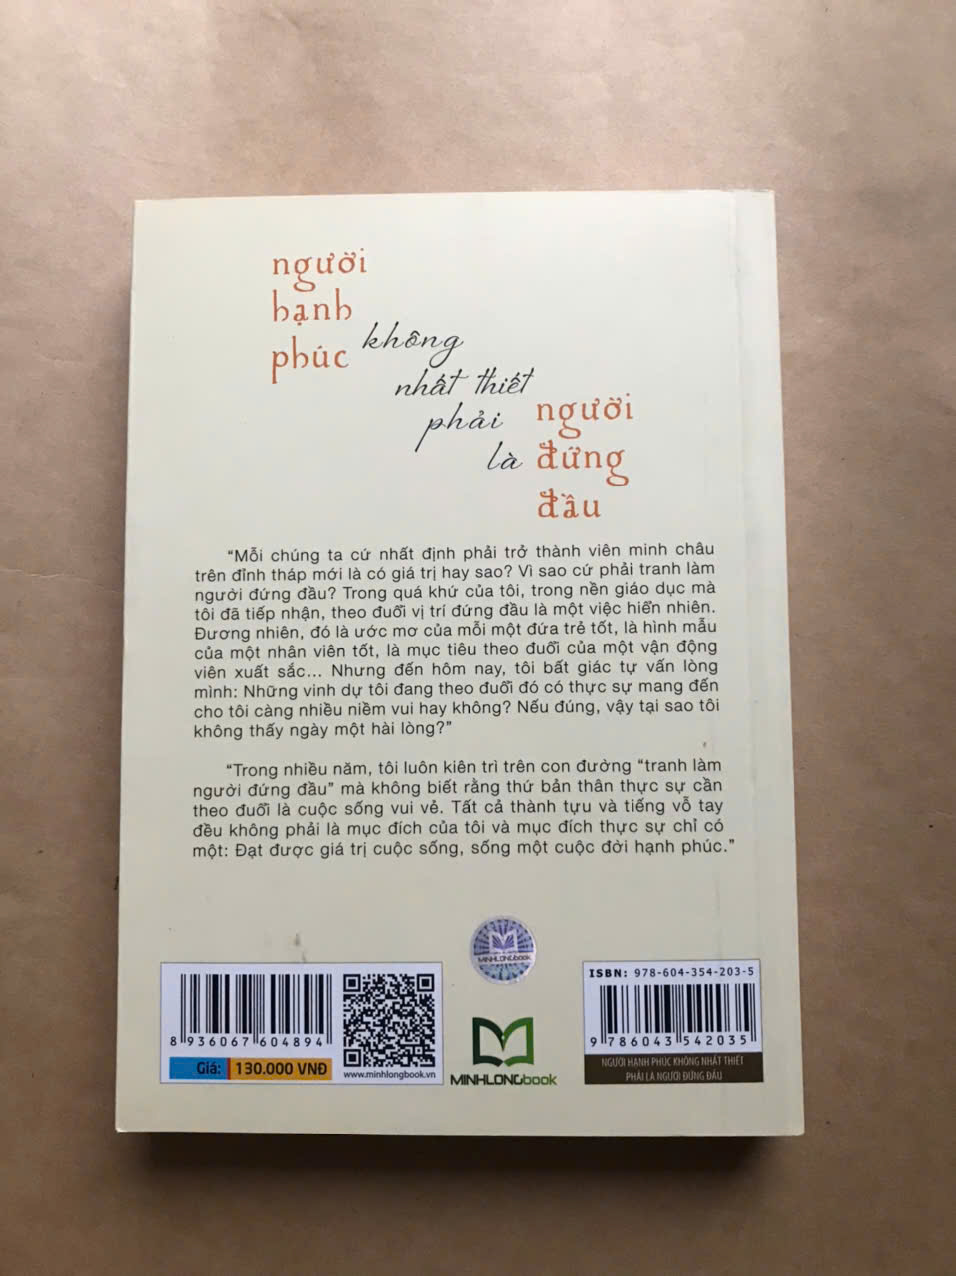 người
hạnh
phúc
không
nhất thiết
phải
là
người
đứng
đầu
“Mỗi chúng ta cứ nhất định phải trở thành viên minh châu
trên đỉnh tháp mới là có giá trị hay sao? Vì sao cứ phải tranh làm
người đứng đầu? Trong quá khứ của tôi, trong nền giáo dục mà
tôi đã tiếp nhận, theo đuổi vị trí đứng đầu là một việc hiển nhiên.
Đương nhiên, đó là ước mơ của mỗi một đứa trẻ tốt, là hình mẫu
của một nhân viên tốt, là mục tiêu theo đuổi của một vận động
viên xuất sắc... Nhưng đến hôm nay, tôi bất giác tự vấn lòng
mình: Những vinh dự tôi đang theo đuổi đó có thực sự mang đến
cho tôi càng nhiều niềm vui hay không? Nếu đúng, vậy tại sao tôi
không thấy ngày một hài lòng?”
“Trong nhiều năm, tôi luôn kiên trì trên con đường “tranh làm
người đứng đầu” mà không biết rằng thứ bản thân thực sự cần
theo đuổi là cuộc sống vui vẻ. Tất cả thành tựu và tiếng vỗ tay
đều không phải là mục đích của tôi và mục đích thực sự chỉ có
một: Đạt được giá trị cuộc sống, sống một cuộc đời hạnh phúc.”
MINHLONGbook
8 936067 604894
Giá: 130.000 VNĐ
www.minhlongbook.vn
MINHLONGbook
ISBN: 978-604-354-203-5
9 786043 542035
NGƯỜI HẠNH PHÚC KHÔNG NHẤT THIẾT
PHẢI LÀ NGƯỜI ĐỨNG ĐẦU